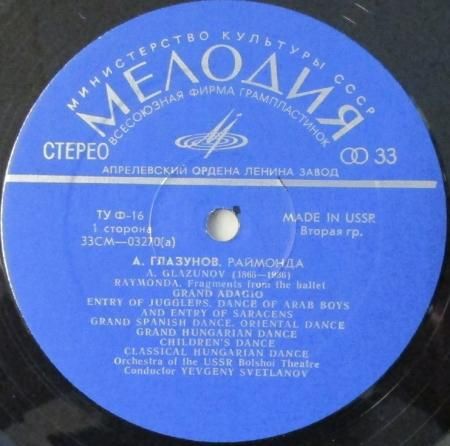 МИНИСТЕРСТВО КУЛЬТУРЫ СССР
МЕЛОДИЯ
ВСЕСОЮЗНАЯ ФИРМА ГРАМПЛАСТИНОК
СТЕРЕО
33
АПРЕЛЕВСКИЙ ОРДЕНА ЛЕНИНА ЗАВОД
ТУ Ф-16
MADE IN USSR
1 сторона
Вторая гр.
33СМ—03270(а)
А. ГЛАЗУНОВ. РАЙМОНДА
A. GLAZUNOV (1865—1936)
RAYMONDA, Fragments from the ballet
GRAND ADAGIO
ENTRY OF JUGGLERS. DANCE OF ARAB BOYS
AND ENTRY OF SARACENS
GRAND SPANISH DANCE. ORIENTAL DANCE
GRAND HUNGARIAN DANCE
CHILDREN'S DANCE
CLASSICAL HUNGARIAN DANCE
Orchestra of the USSR Bolshoi Theatre
Conductor YEVGENY SVETLANOV